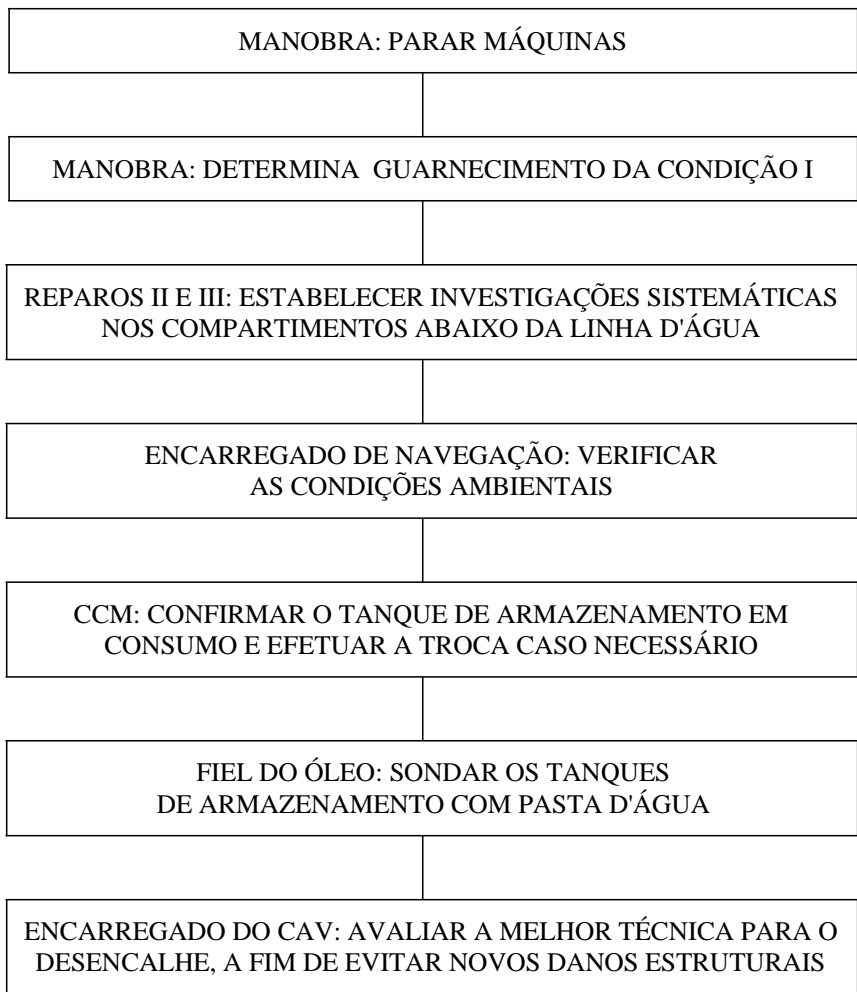 MANOBRA: PARAR MÁQUINAS
MANOBRA: DETERMINA GUARNECIMENTO DA CONDIÇÃO I
REPAROS II E III: ESTABELECER INVESTIGAÇÕES SISTEMÁTICAS
NOS COMPARTIMENTOS ABAIXO DA LINHA D'ÁGUA
ENCARREGADO DE NAVEGAÇÃO: VERIFICAR
AS CONDIÇÕES AMBIENTAIS
CCM: CONFIRMAR O TANQUE DE ARMAZENAMENTO EM
CONSUMO E EFETUAR A TROCA CASO NECESSÁRIO
FIEL DO ÓLEO: SONDAR OS TANQUES
DE ARMAZENAMENTO COM PASTA D'ÁGUA
ENCARREGADO DO CAV: AVALIAR A MELHOR TÉCNICA PARA O
DESENCALHE, A FIM DE EVITAR NOVOS DANOS ESTRUTURAIS